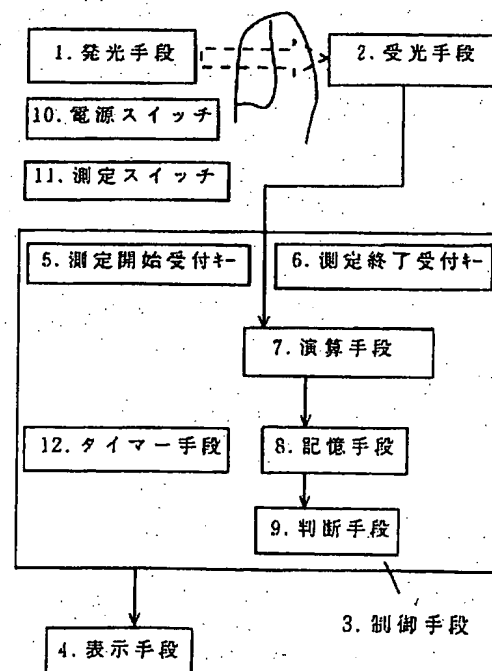 1. 発光手段
2. 受光手段
10. 電源スイッチ
11. 測定スイッチ
5. 測定開始受付キー
6. 測定終了受付キー
7. 演算手段
12. タイマー手段
8. 記憶手段
9. 判断手段
3. 制御手段
4. 表示手段